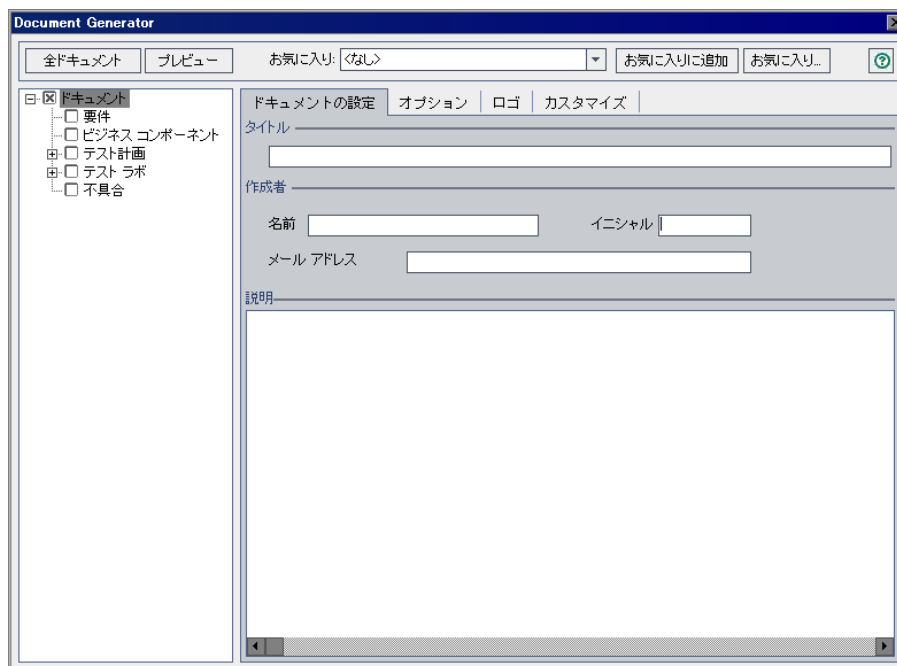 Document Generator
全ドキュメント プレビュー お気に入り: <なし> お気に入りに追加 お気に入り...
ドキュメント
要件
ビジネス コンポーネント
テスト計画
テスト ラボ
不具合
ドキュメントの設定 オプション ロゴ カスタマイズ
タイトル
作成者
名前 イニシャル
メール アドレス
説明